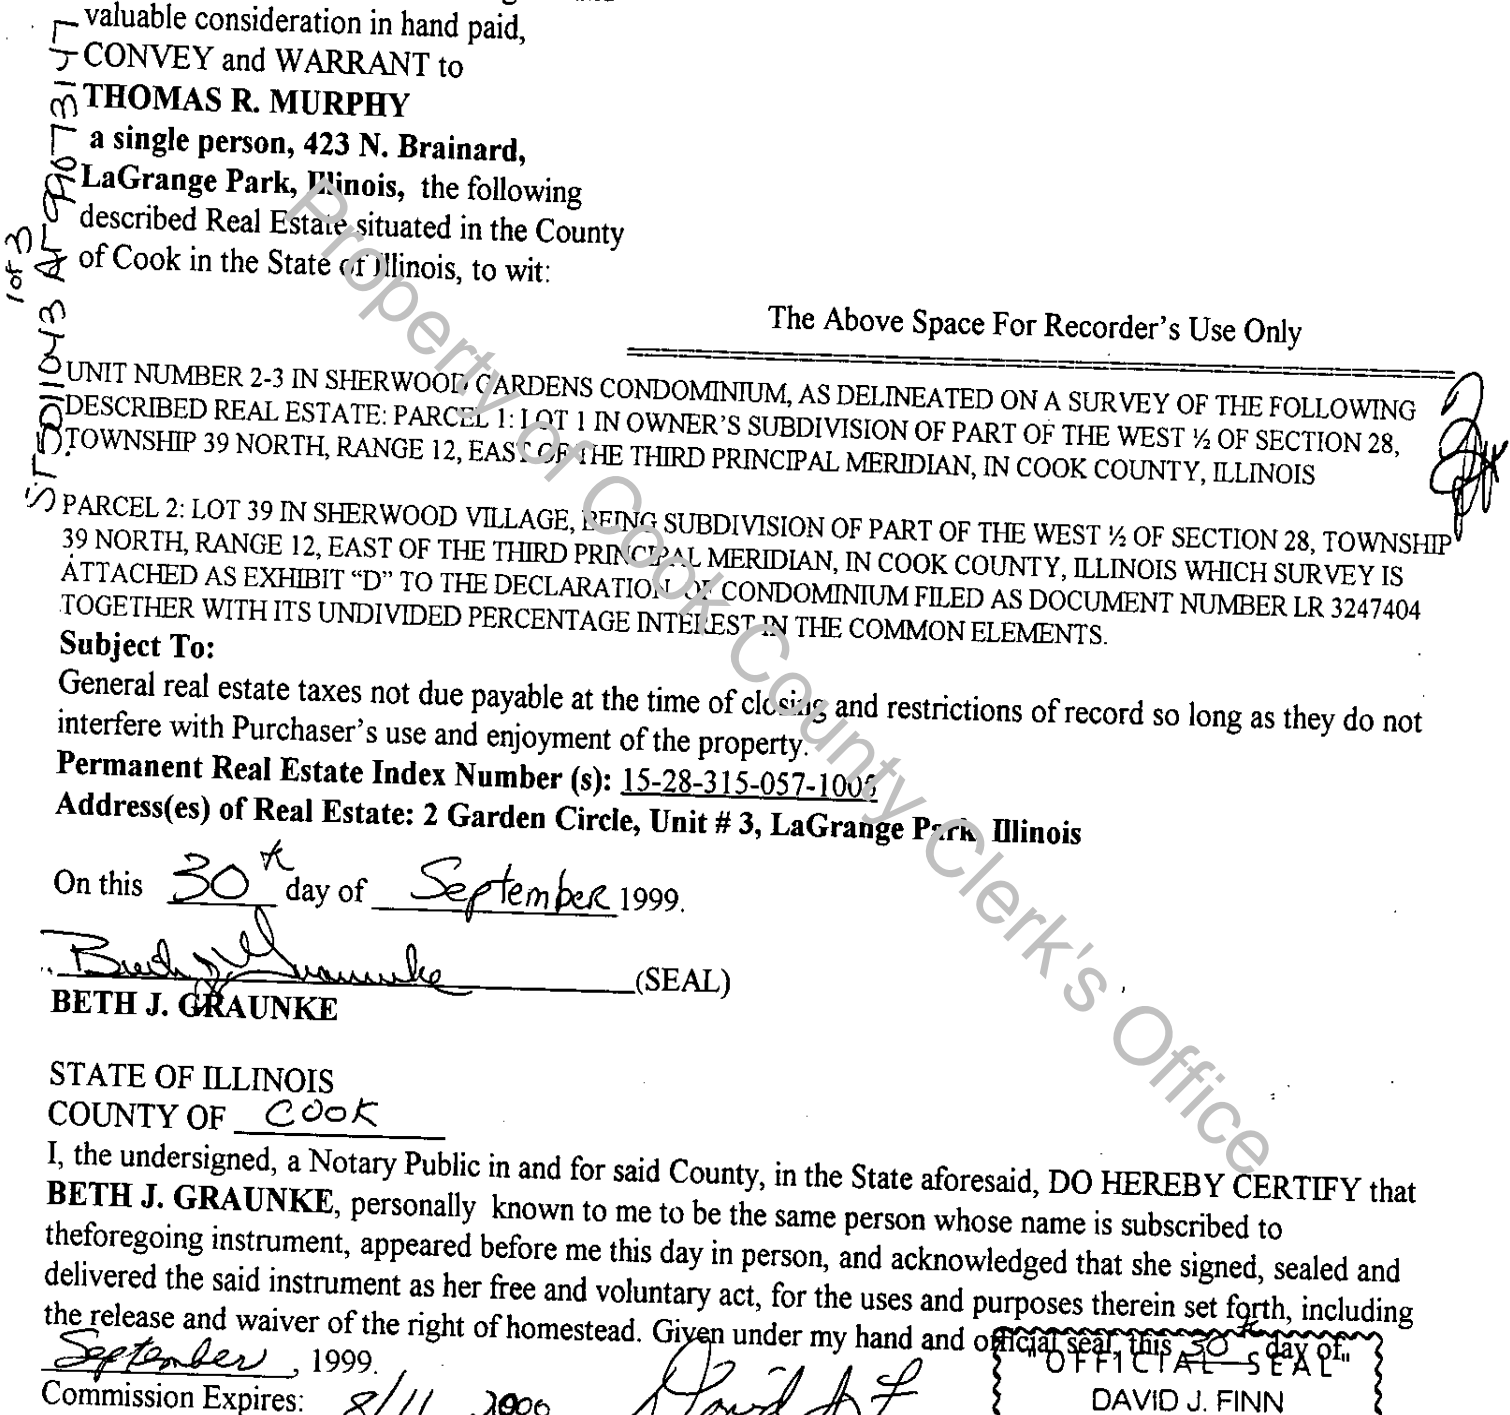 valuable consideration in hand paid,
CONVEY and WARRANT to
THOMAS R. MURPHY
a single person, 423 N. Brainard,
LaGrange Park, Illinois, the following
described Real Estate situated in the County
of Cook in the State of Illinois, to wit:
1 of 3
The Above Space For Recorder's Use Only
UNIT NUMBER 2-3 IN SHERWOOD GARDENS CONDOMINIUM, AS DELINEATED ON A SURVEY OF THE FOLLOWING
DESCRIBED REAL ESTATE: PARCEL 1: LOT 1 IN OWNER'S SUBDIVISION OF PART OF THE WEST ½ OF SECTION 28,
TOWNSHIP 39 NORTH, RANGE 12, EAST OF THE THIRD PRINCIPAL MERIDIAN, IN COOK COUNTY, ILLINOIS
PARCEL 2: LOT 39 IN SHERWOOD VILLAGE, BEING SUBDIVISION OF PART OF THE WEST ½ OF SECTION 28, TOWNSHIP
39 NORTH, RANGE 12, EAST OF THE THIRD PRINCIPAL MERIDIAN, IN COOK COUNTY, ILLINOIS WHICH SURVEY IS
ATTACHED AS EXHIBIT "D" TO THE DECLARATION OF CONDOMINIUM FILED AS DOCUMENT NUMBER LR 3247404
TOGETHER WITH ITS UNDIVIDED PERCENTAGE INTEREST IN THE COMMON ELEMENTS.
Subject To:
General real estate taxes not due payable at the time of closing and restrictions of record so long as they do not
interfere with Purchaser's use and enjoyment of the property.
Permanent Real Estate Index Number (s):
Address(es) of Real Estate: 2 Garden Circle, Unit # 3, LaGrange Park Illinois
On this 30th day of September 1999.
Beth J. Graunke (SEAL)
BETH J. GRAUNKE
STATE OF ILLINOIS
COUNTY OF COOK
I, the undersigned, a Notary Public in and for said County, in the State aforesaid, DO HEREBY CERTIFY that
BETH J. GRAUNKE, personally known to me to be the same person whose name is subscribed to
theforegoing instrument, appeared before me this day in person, and acknowledged that she signed, sealed and
delivered the said instrument as her free and voluntary act, for the uses and purposes therein set forth, including
the release and waiver of the right of homestead. Given under my hand and official seal, this 30th day of
September, 1999.
Commission Expires: 8/11 2000
"OFFICIAL SEAL"
DAVID J. FINN
Property of Cook County Clerk's Office